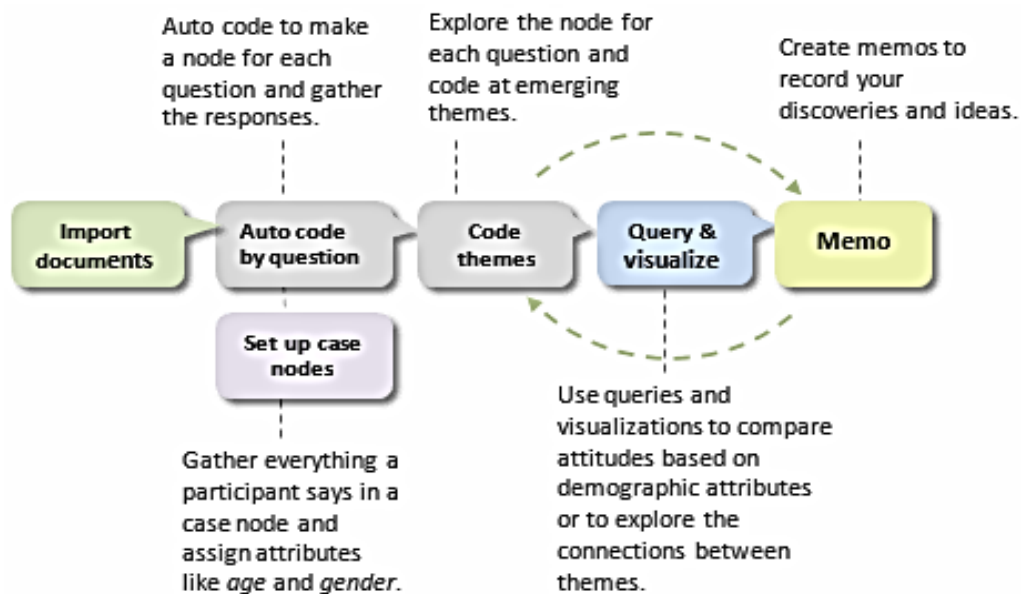 Auto code to make
a node for each
question and gather
the responses.
Explore the node for
each question and
code at emerging
themes.
Create memos to
record your
discoveries and ideas.
Import
documents
Auto code
by question
Code
themes
Query &
visualize
Memo
Set up case
nodes
Gather everything a
participant says in a
case node and
assign attributes
like age and gender.
Use queries and
visualizations to compare
attitudes based on
demographic attributes
or to explore the
connections between
themes.